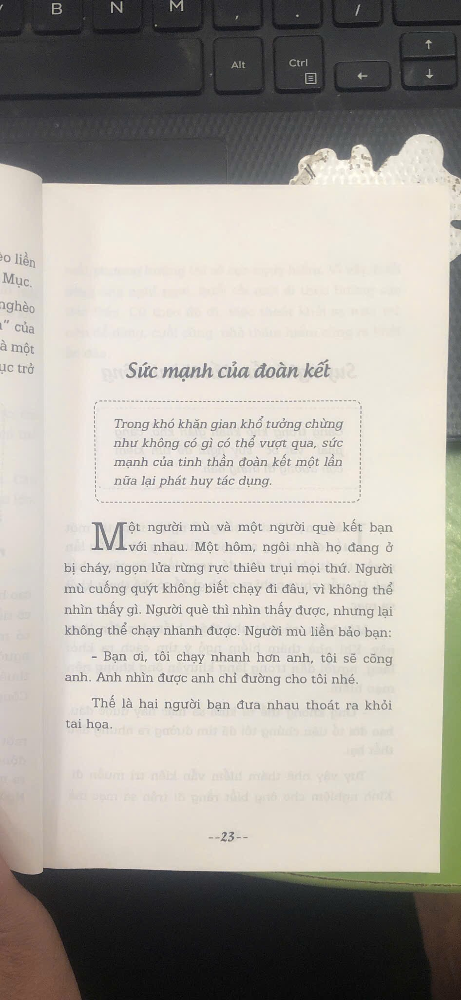 B N M , . /
Alt Ctrl ← ↑ ↓
liền
Mục.
nghèo
của
à một
ục trở
Sức mạnh của đoàn kết
Trong khó khăn gian khổ tưởng chừng
như không có gì có thể vượt qua, sức
mạnh của tinh thần đoàn kết một lần
nữa lại phát huy tác dụng.
Một người mù và một người què kết bạn
với nhau. Một hôm, ngôi nhà họ đang ở
bị cháy, ngọn lửa rừng rực thiêu trụi mọi thứ. Người
mù cuống quýt không biết chạy đi đâu, vì không thể
nhìn thấy gì. Người què thì nhìn thấy được, nhưng lại
không thể chạy nhanh được. Người mù liền bảo bạn:
– Bạn ơi, tôi chạy nhanh hơn anh, tôi sẽ cõng
anh. Anh nhìn được anh chỉ đường cho tôi nhé.
Thế là hai người bạn đưa nhau thoát ra khỏi
tai họa.
--23--